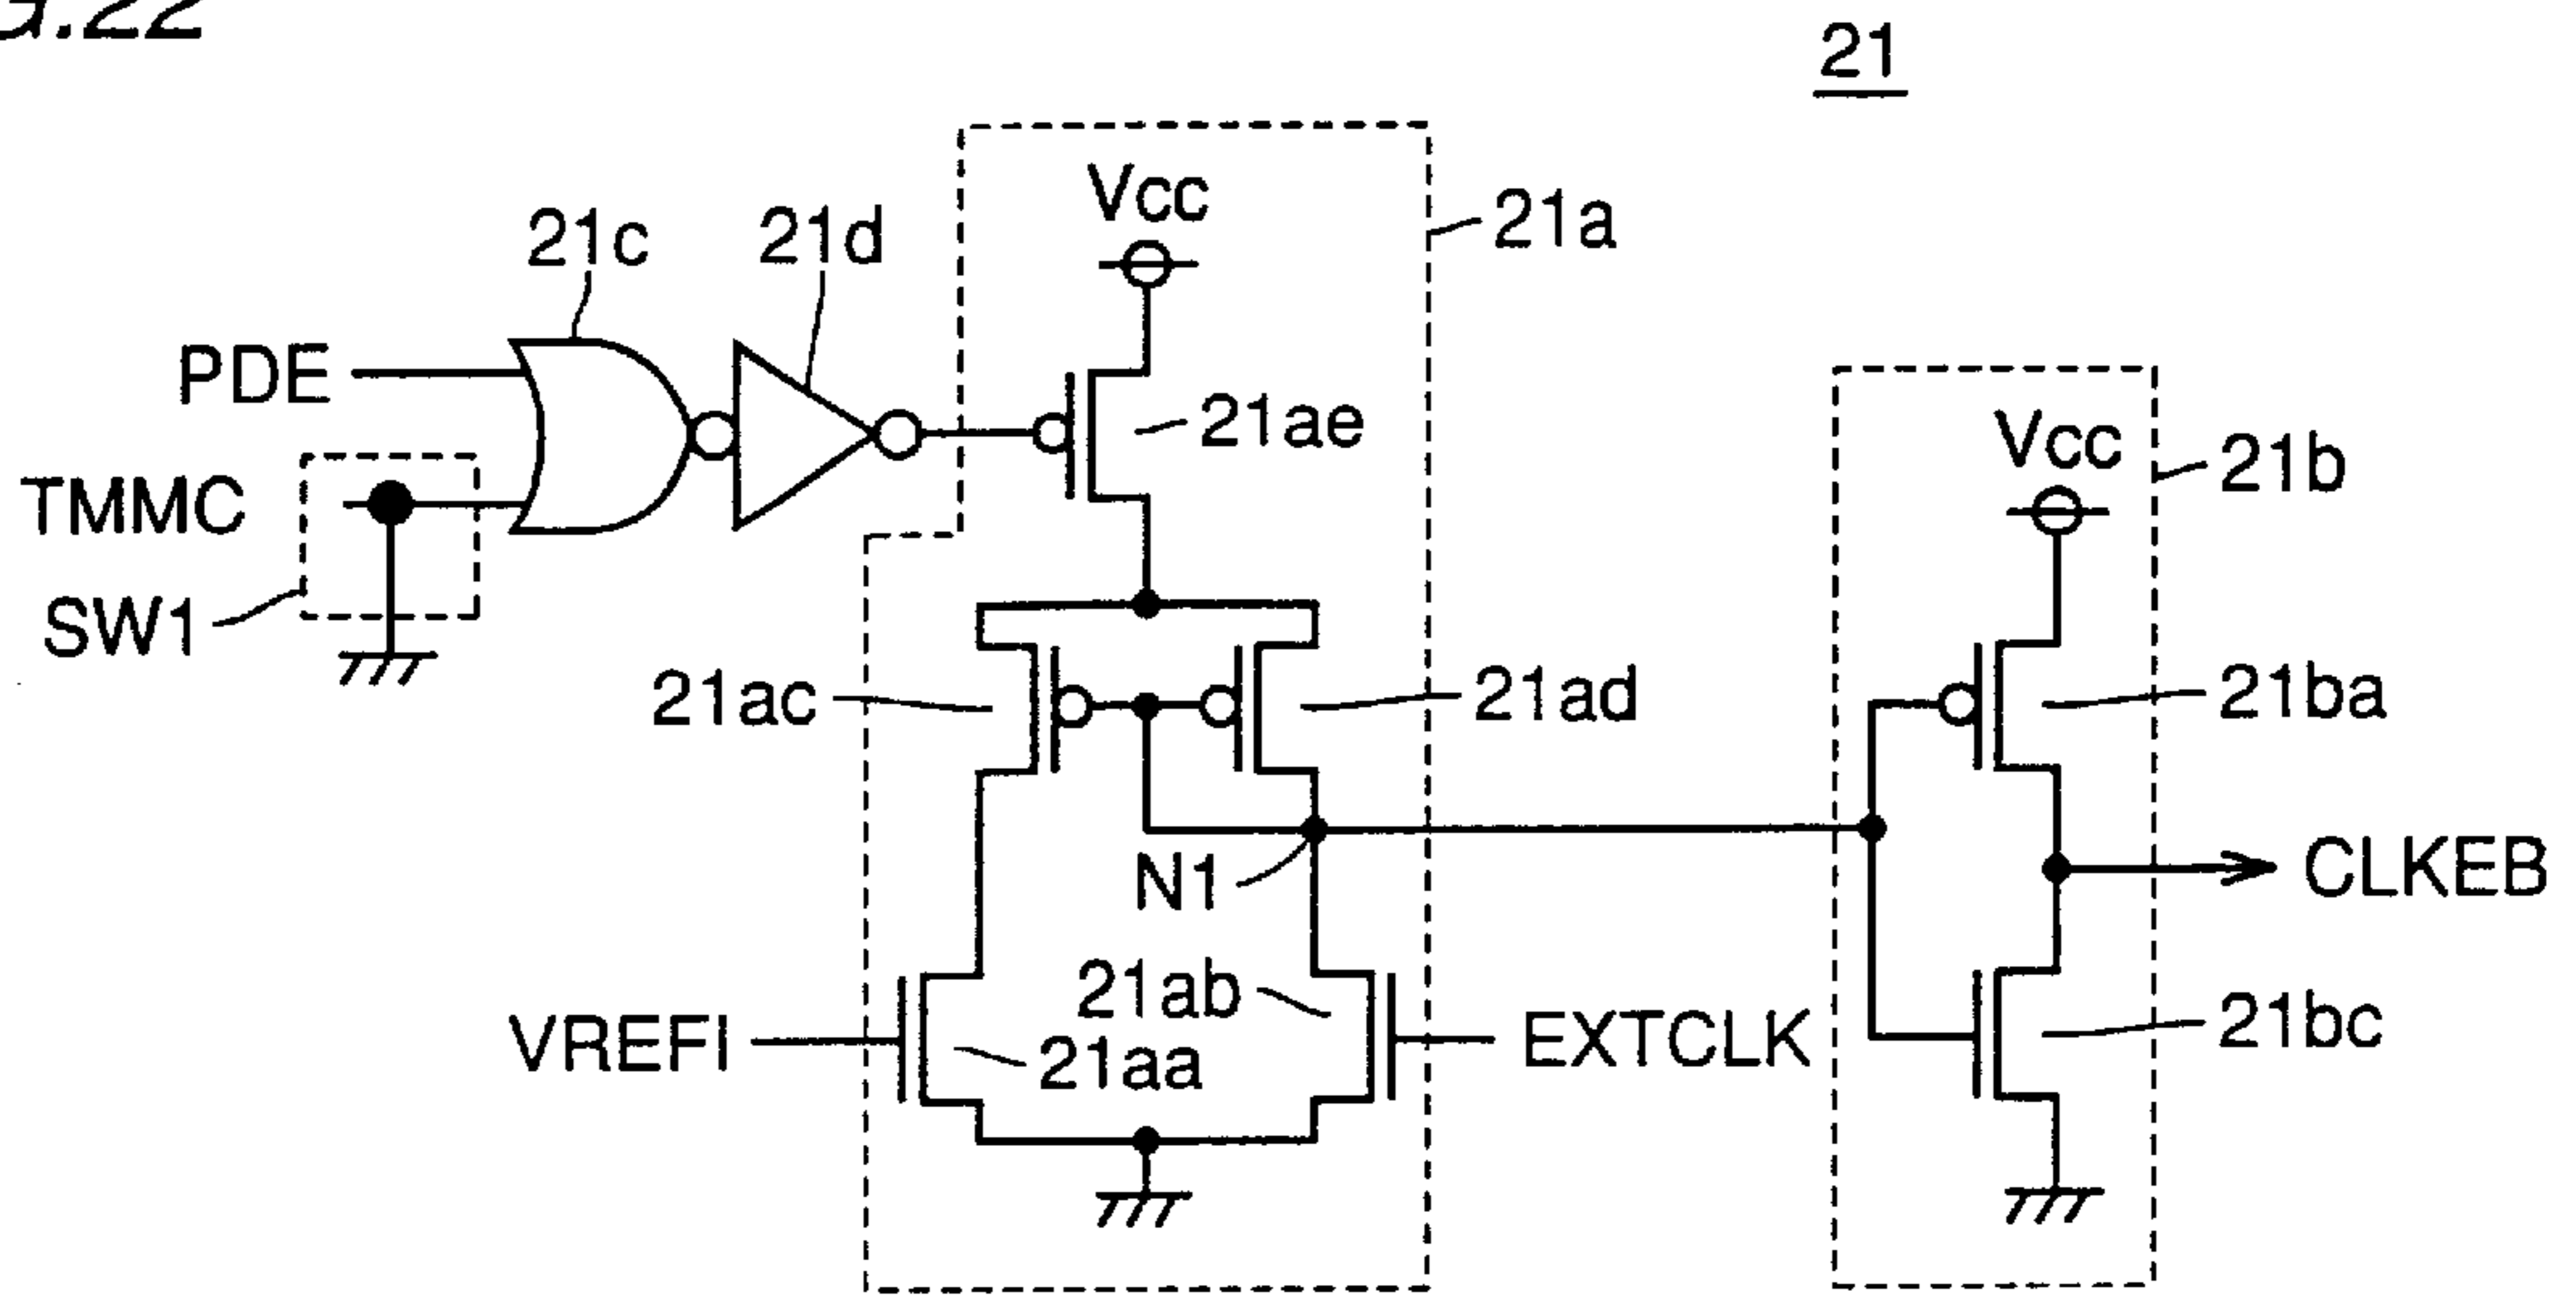 G.22
21
Vcc
21a
21c
21d
PDE
21ae
Vcc
21b
TMMC
SW1
21ac
21ad
21ba
N1
CLKEB
21ab
VREFI
21aa
EXTCLK
21bc